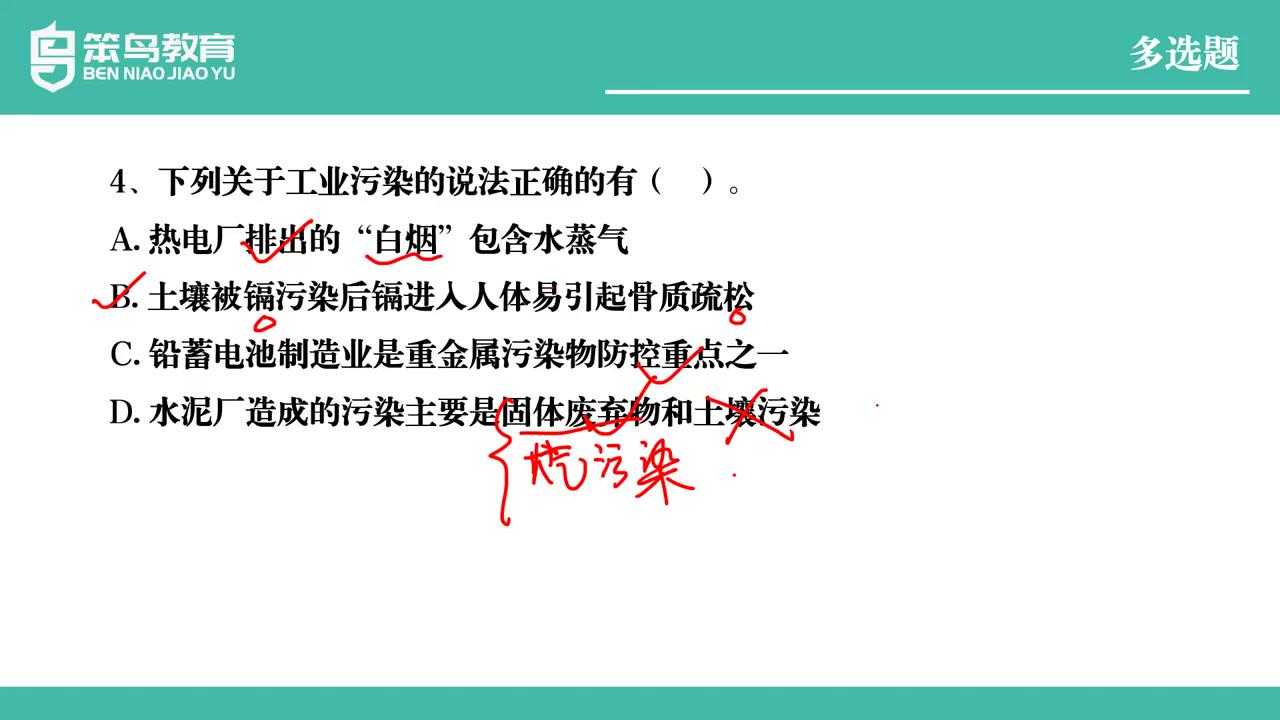 笨鸟教育
BEN NIAO JIAO YU
多选题
4、下列关于工业污染的说法正确的有（ ）。
A. 热电厂排出的“白烟”包含水蒸气
B. 土壤被镉污染后镉进入人体易引起骨质疏松
C. 铅蓄电池制造业是重金属污染物防控重点之一
D. 水泥厂造成的污染主要是固体废弃物和土壤污染
污染